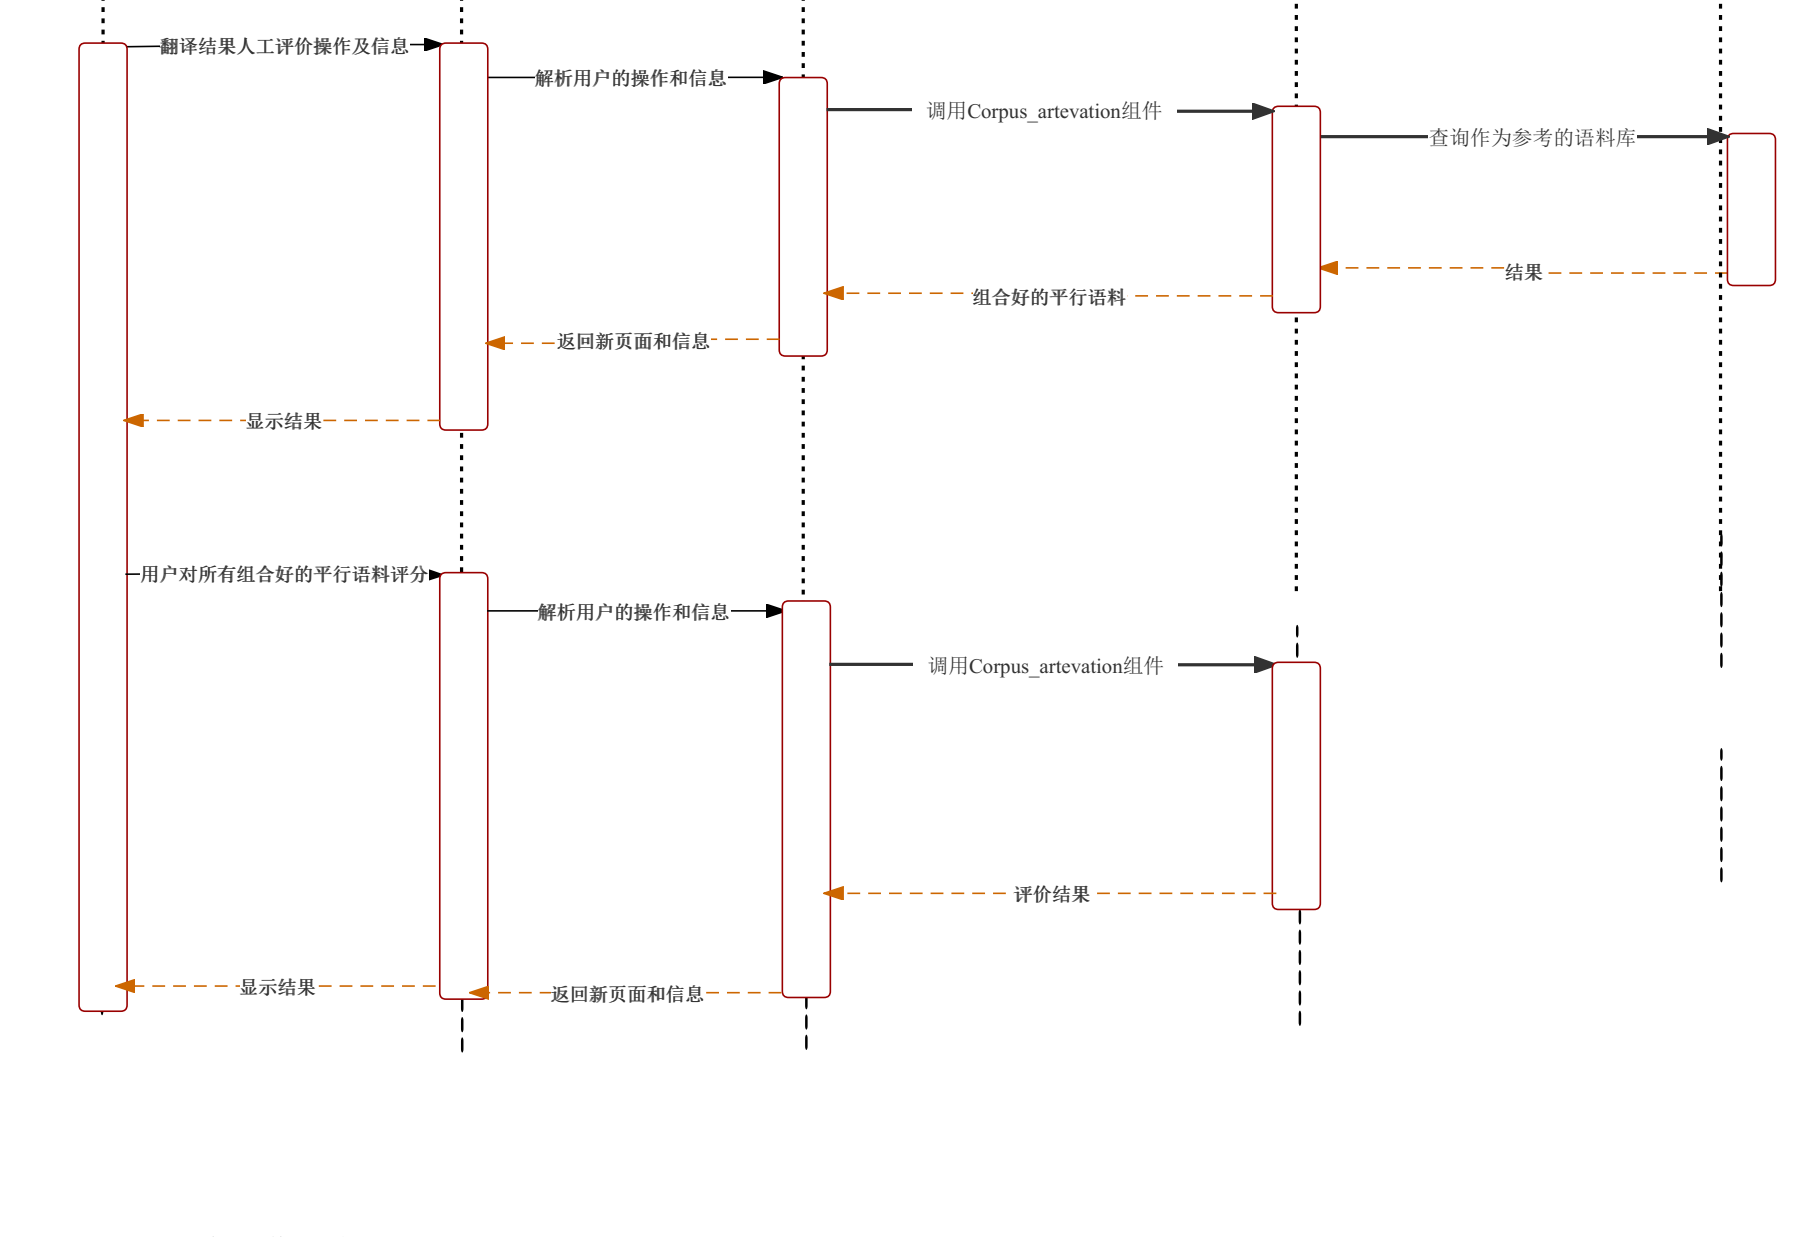 翻译结果人工评价操作及信息
解析用户的操作和信息
调用Corpus_artevation组件
查询作为参考的语料库
结果
组合好的平行语料
返回新页面和信息
显示结果
用户对所有组合好的平行语料评分
解析用户的操作和信息
调用Corpus_artevation组件
评价结果
显示结果
返回新页面和信息